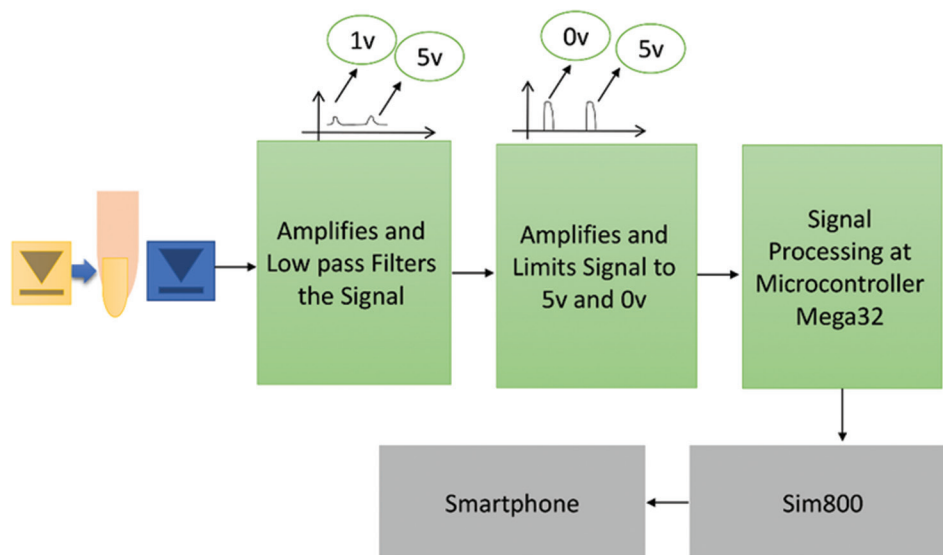 1v
5v
0v
5v
Amplifies and
Low pass Filters
the Signal
Amplifies and
Limits Signal to
5v and 0v
Signal
Processing at
Microcontroller
Mega32
Smartphone
Sim800